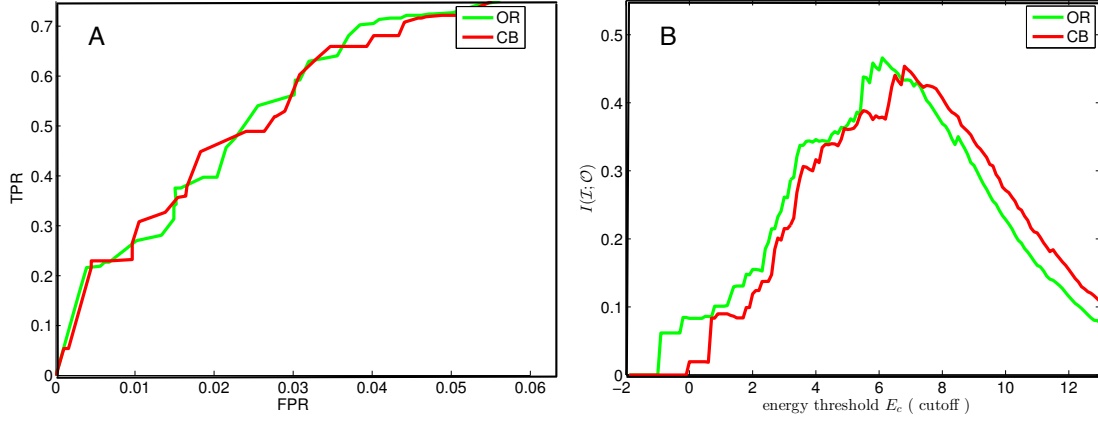 A
OR
CB
0.7
0.6
0.5
0.4
0.3
0.2
0.1
0
TPR
0 0.01 0.02 0.03 0.04 0.05 0.06
FPR
B
OR
CB
0.5
0.4
0.3
0.2
0.1
0
I(ℐ;𝒪)
−2 0 2 4 6 8 10 12
energy threshold E_c ( cutoff )